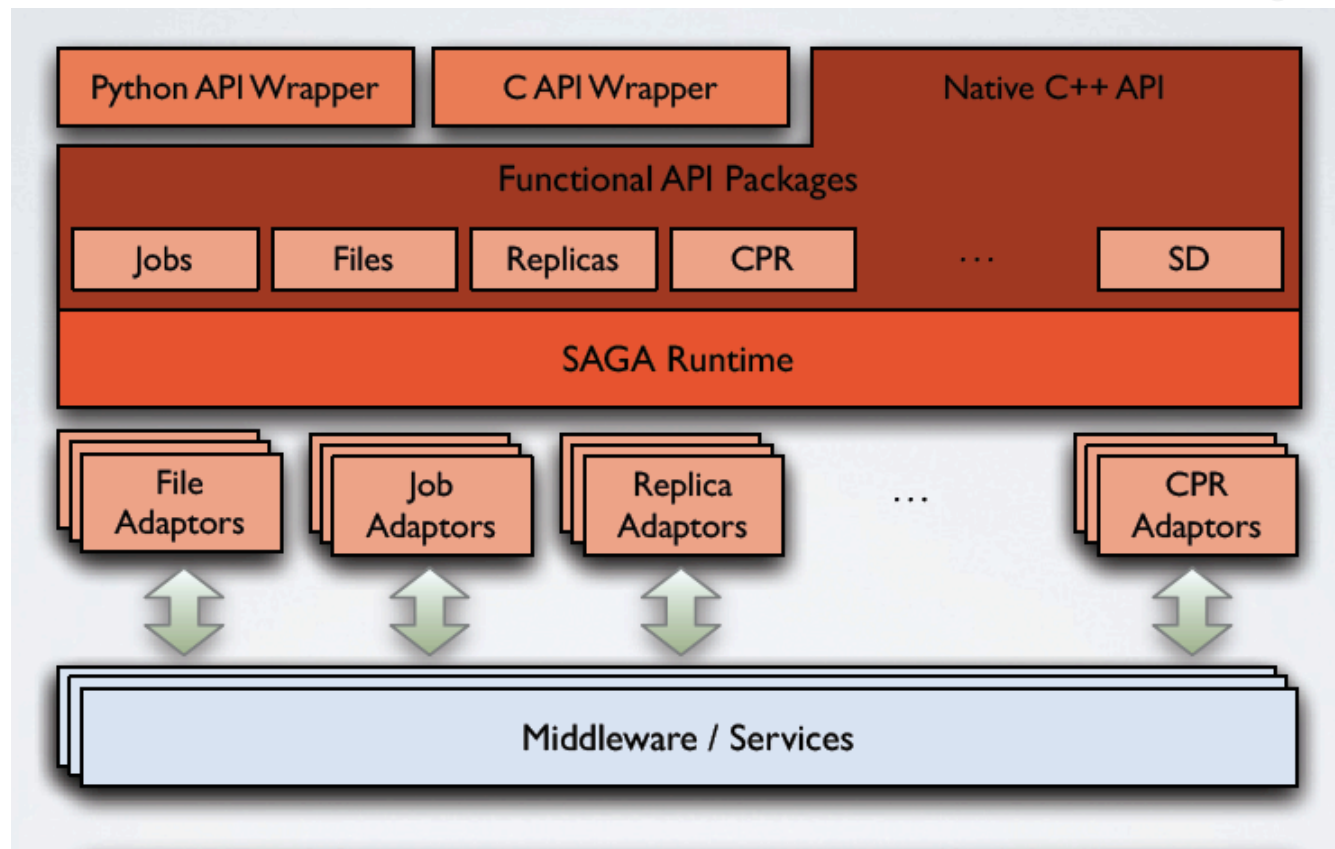 Python API Wrapper
C API Wrapper
Native C++ API
Functional API Packages
Jobs
Files
Replicas
CPR
...
SD
SAGA Runtime
File
Adaptors
Job
Adaptors
Replica
Adaptors
...
CPR
Adaptors
Middleware / Services